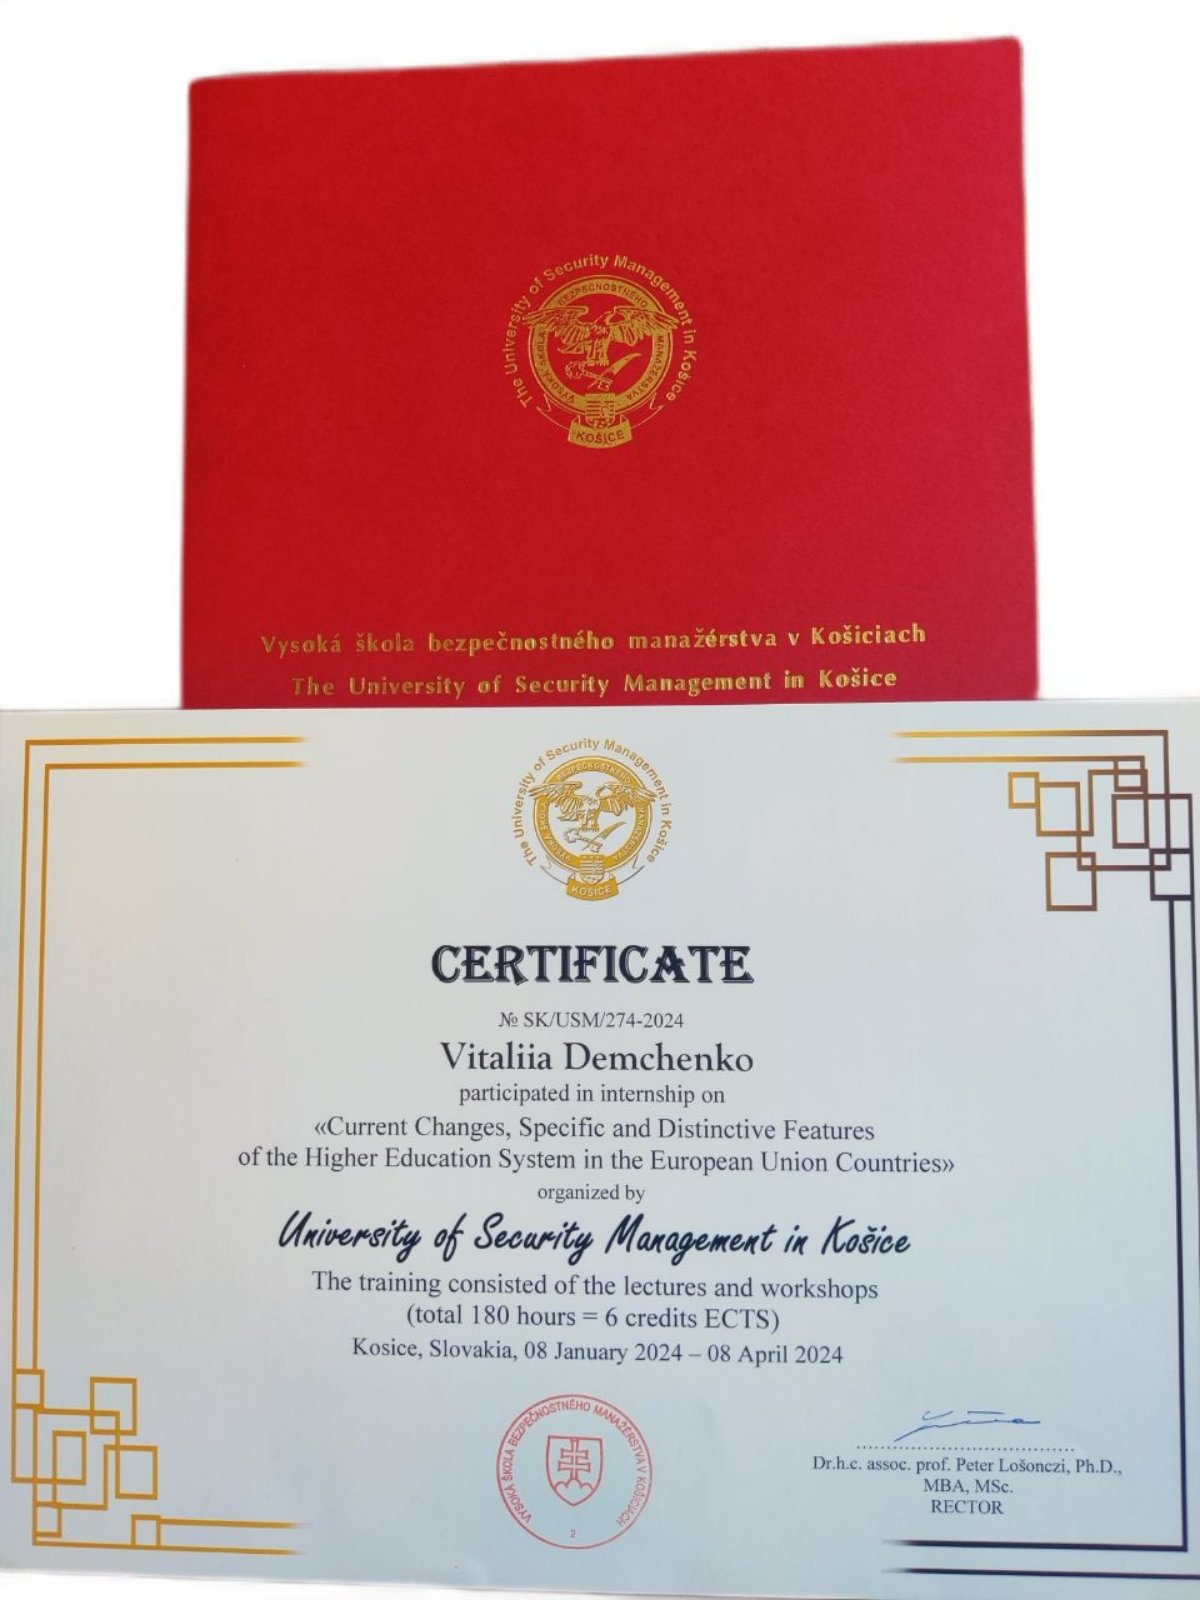 The University of Security Management in Košice
VYSOKÁ ŠKOLA BEZPEČNOSTNÉHO MANAŽÉRSTVA
KOŠICE
Vysoká škola bezpečnostného manažérstva v Košiciach
The University of Security Management in Košice
The University of Security Management in Košice
VYSOKÁ ŠKOLA BEZPEČNOSTNÉHO MANAŽÉRSTVA
KOŠICE
CERTIFICATE
№ SK/USM/274-2024
Vitaliia Demchenko
participated in internship on
«Current Changes, Specific and Distinctive Features
of the Higher Education System in the European Union Countries»
organized by
University of Security Management in Košice
The training consisted of the lectures and workshops
(total 180 hours = 6 credits ECTS)
Kosice, Slovakia, 08 January 2024 – 08 April 2024
VYSOKÁ ŠKOLA BEZPEČNOSTNÉHO MANAŽÉRSTVA V KOŠICIACH
2
Dr.h.c. assoc. prof. Peter Lošonczi, Ph.D.,
MBA, MSc.
RECTOR